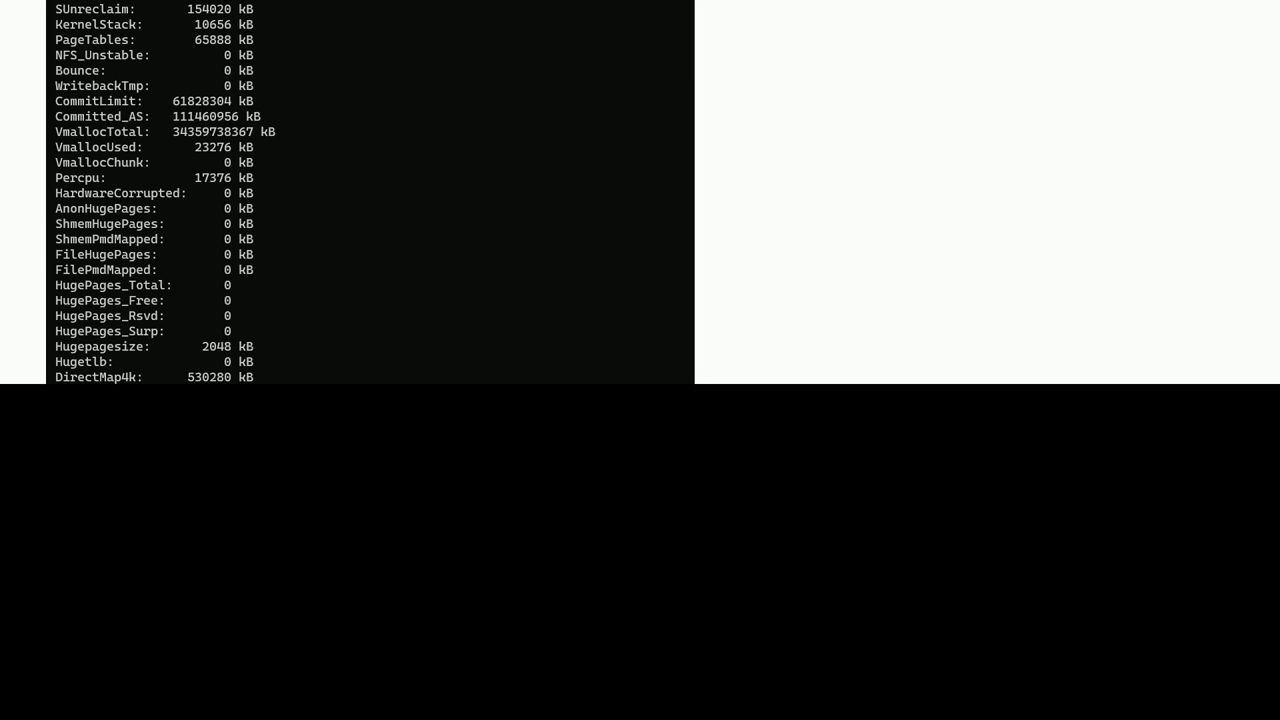 SUnreclaim:       154020 kB
KernelStack:       10656 kB
PageTables:        65888 kB
NFS_Unstable:          0 kB
Bounce:                0 kB
WritebackTmp:          0 kB
CommitLimit:    61828304 kB
Committed_AS:   111460956 kB
VmallocTotal:   34359738367 kB
VmallocUsed:       23276 kB
VmallocChunk:          0 kB
Percpu:            17376 kB
HardwareCorrupted:     0 kB
AnonHugePages:         0 kB
ShmemHugePages:        0 kB
ShmemPmdMapped:        0 kB
FileHugePages:         0 kB
FilePmdMapped:         0 kB
HugePages_Total:       0
HugePages_Free:        0
HugePages_Rsvd:        0
HugePages_Surp:        0
Hugepagesize:       2048 kB
Hugetlb:               0 kB
DirectMap4k:      530280 kB